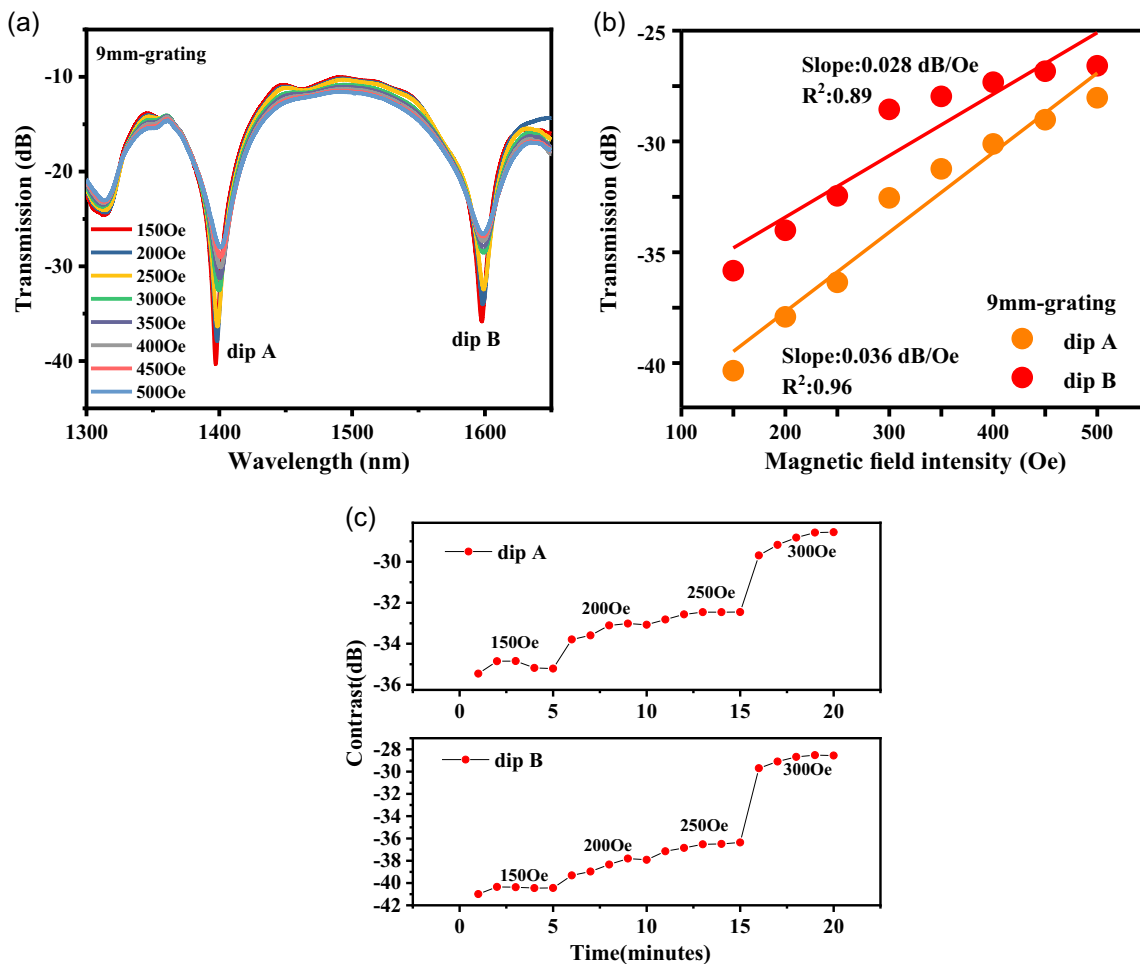 (a)
9mm-grating
-10
-20
-30
-40
Transmission (dB)
150Oe
200Oe
250Oe
300Oe
350Oe
400Oe
450Oe
500Oe
dip A
dip B
1300
1400
1500
1600
Wavelength (nm)
(b)
-25
-30
-35
-40
Transmission (dB)
Slope:0.028 dB/Oe
R²:0.89
Slope:0.036 dB/Oe
R²:0.96
9mm-grating
dip A
dip B
100
200
300
400
500
Magnetic field intensity (Oe)
(c)
Contrast(dB)
-30
-32
-34
-36
dip A
150Oe
200Oe
250Oe
300Oe
0
5
10
15
20
-28
-30
-32
-34
-36
-38
-40
-42
dip B
150Oe
200Oe
250Oe
300Oe
0
5
10
15
20
Time(minutes)